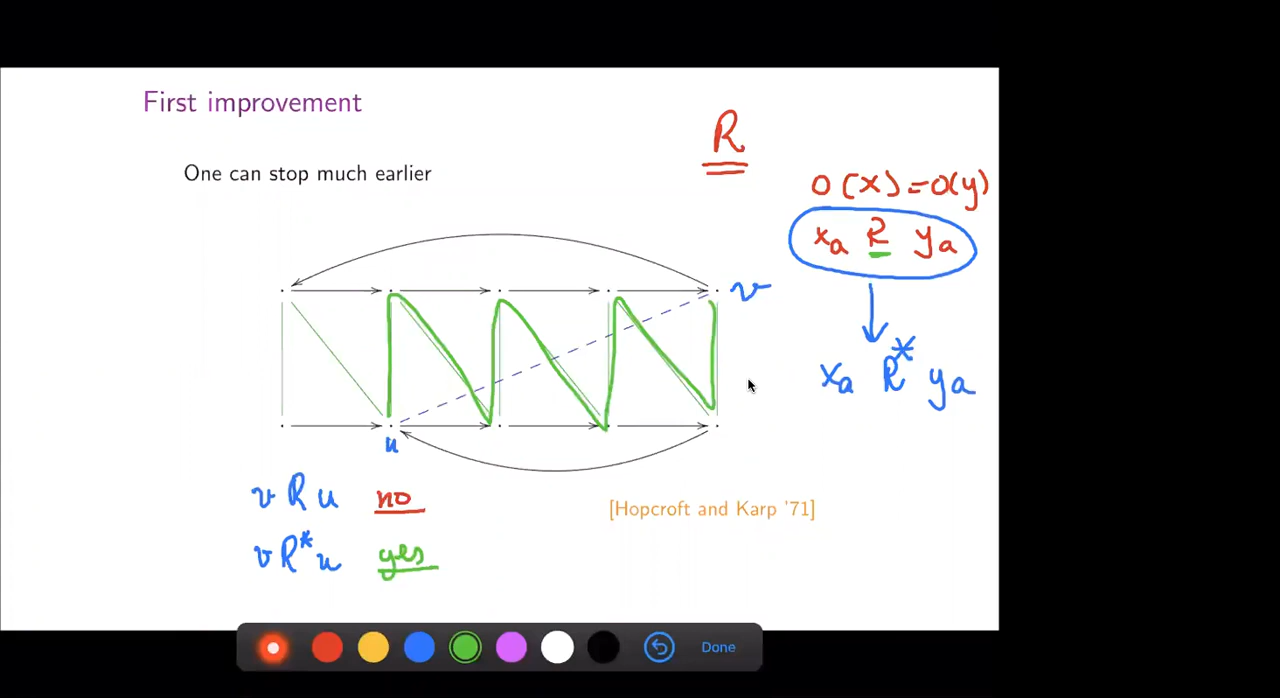 First improvement
R
One can stop much earlier
o(x)=o(y)
xa R ya
v
xa R* ya
u
v R u no
[Hopcroft and Karp '71]
v R* u yes
Done